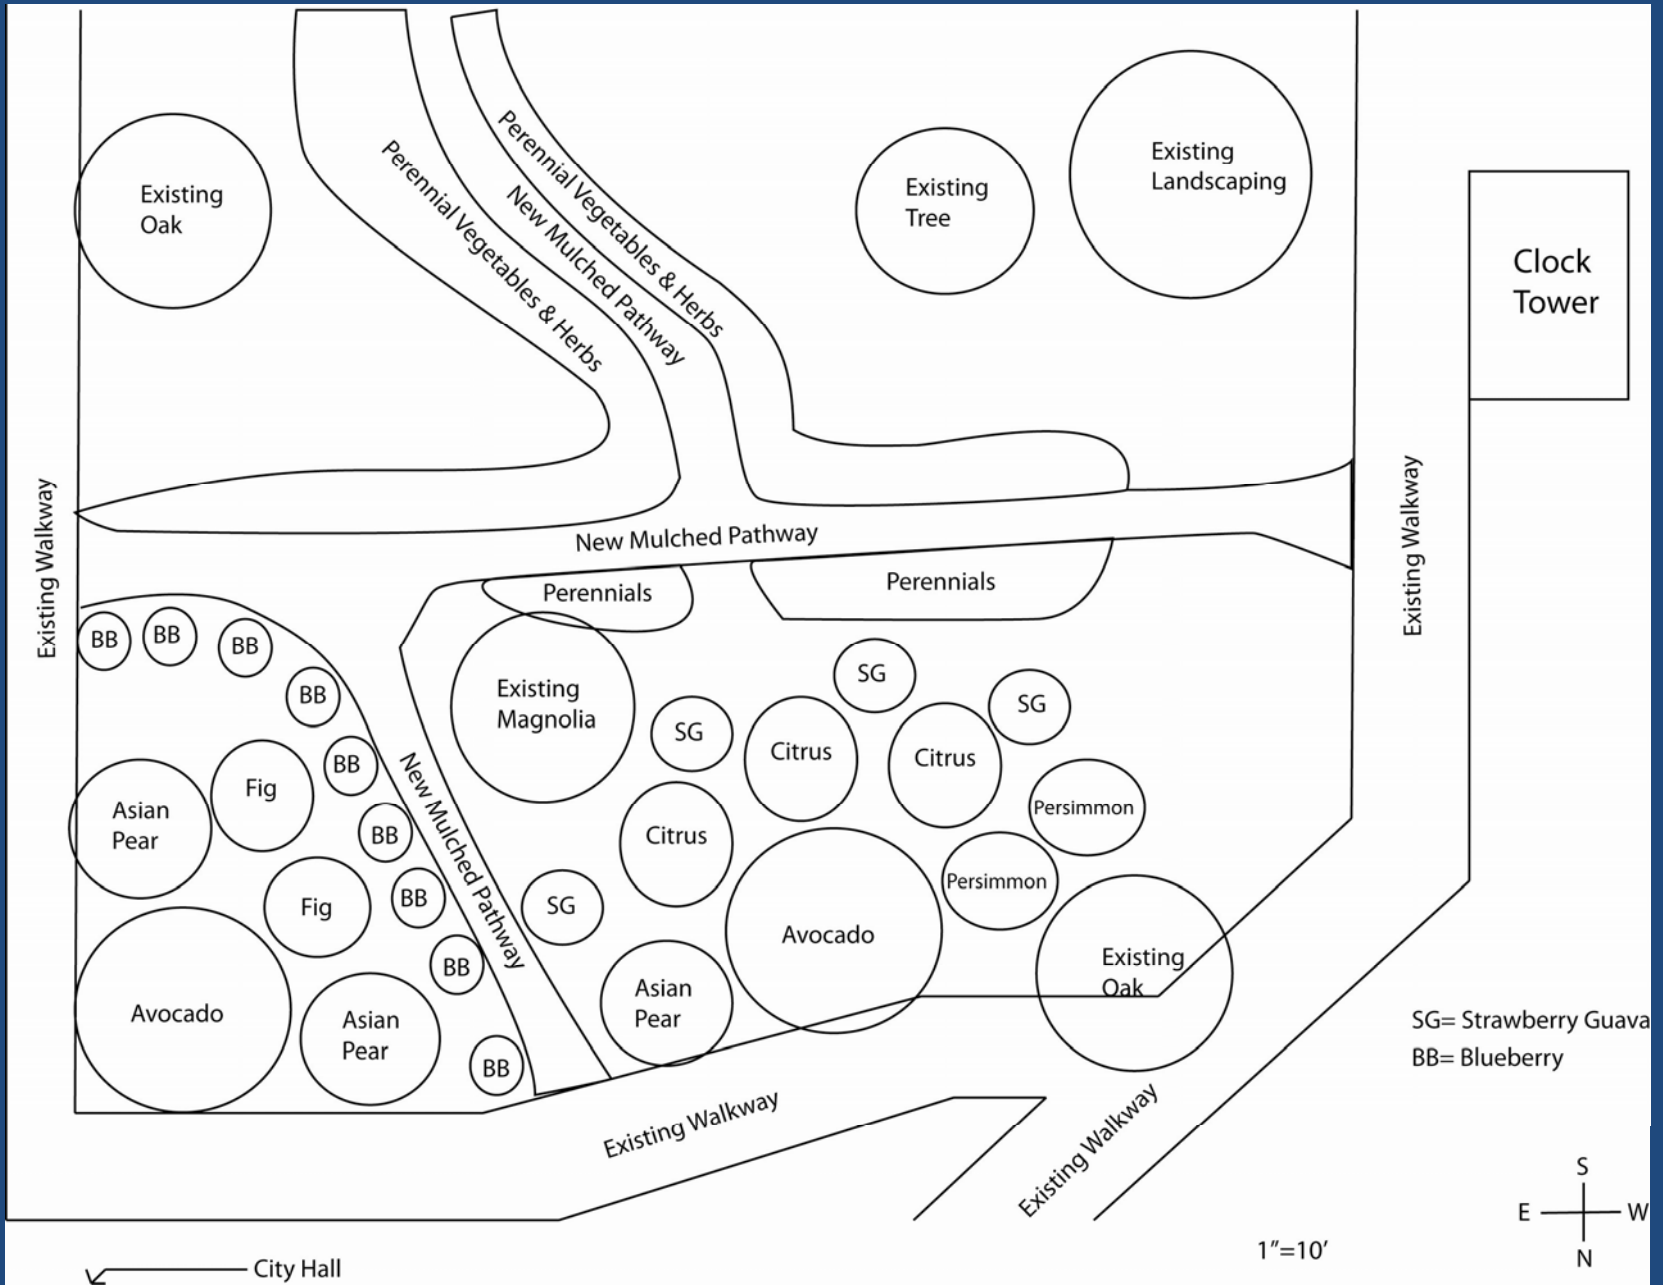 Existing
Oak
Perennial Vegetables & Herbs
New Mulched Pathway
Perennial Vegetables & Herbs
Existing
Tree
Existing
Landscaping
Clock
Tower
Existing Walkway
New Mulched Pathway
Existing Walkway
Perennials
Perennials
BB
BB
BB
BB
BB
BB
BB
BB
BB
Existing
Magnolia
SG
SG
SG
SG
Citrus
Citrus
Citrus
Persimmon
Persimmon
Fig
Fig
Asian
Pear
New Mulched Pathway
Avocado
Asian
Pear
Asian
Pear
Avocado
Existing
Oak
SG= Strawberry Guava
BB= Blueberry
Existing Walkway
Existing Walkway
S
E
W
N
1"=10'
City Hall